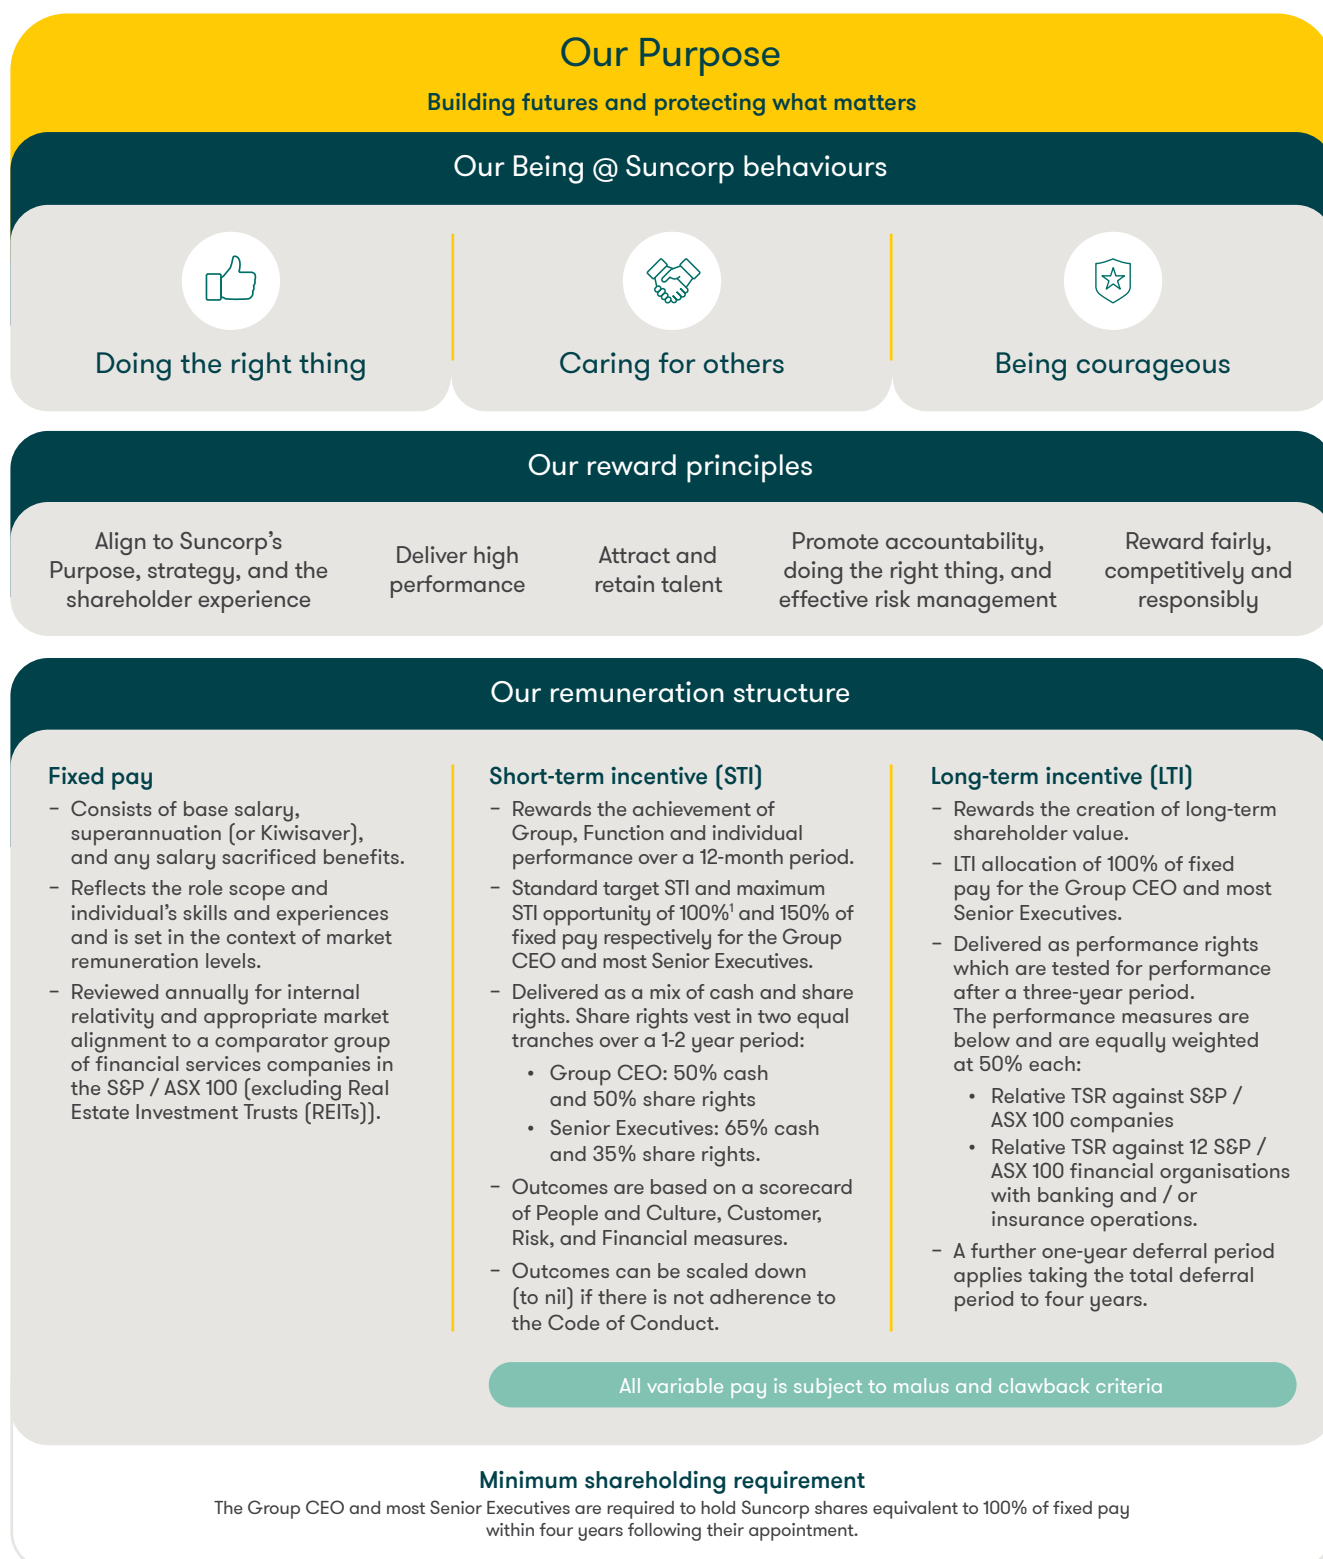 Our Purpose
Building futures and protecting what matters
Our Being @ Suncorp behaviours
Doing the right thing
Caring for others
Being courageous
Our reward principles
Align to Suncorp’s
Purpose, strategy, and the
shareholder experience
Deliver high
performance
Attract and
retain talent
Promote accountability,
doing the right thing, and
effective risk management
Reward fairly,
competitively and
responsibly
Our remuneration structure
Fixed pay
– Consists of base salary,
superannuation (or Kiwisaver),
and any salary sacrificed benefits.
– Reflects the role scope and
individual’s skills and experiences
and is set in the context of market
remuneration levels.
– Reviewed annually for internal
relativity and appropriate market
alignment to a comparator group
of financial services companies in
the S&P / ASX 100 (excluding Real
Estate Investment Trusts (REITs)).
Short-term incentive (STI)
– Rewards the achievement of
Group, Function and individual
performance over a 12-month period.
– Standard target STI and maximum
STI opportunity of 100%¹ and 150% of
fixed pay respectively for the Group
CEO and most Senior Executives.
– Delivered as a mix of cash and share
rights. Share rights vest in two equal
tranches over a 1-2 year period:
• Group CEO: 50% cash
and 50% share rights
• Senior Executives: 65% cash
and 35% share rights.
– Outcomes are based on a scorecard
of People and Culture, Customer,
Risk, and Financial measures.
– Outcomes can be scaled down
(to nil) if there is not adherence to
the Code of Conduct.
Long-term incentive (LTI)
– Rewards the creation of long-term
shareholder value.
– LTI allocation of 100% of fixed
pay for the Group CEO and most
Senior Executives.
– Delivered as performance rights
which are tested for performance
after a three-year period.
The performance measures are
below and are equally weighted
at 50% each:
• Relative TSR against S&P /
ASX 100 companies
• Relative TSR against 12 S&P /
ASX 100 financial organisations
with banking and / or
insurance operations.
– A further one-year deferral period
applies taking the total deferral
period to four years.
All variable pay is subject to malus and clawback criteria
Minimum shareholding requirement
The Group CEO and most Senior Executives are required to hold Suncorp shares equivalent to 100% of fixed pay
within four years following their appointment.